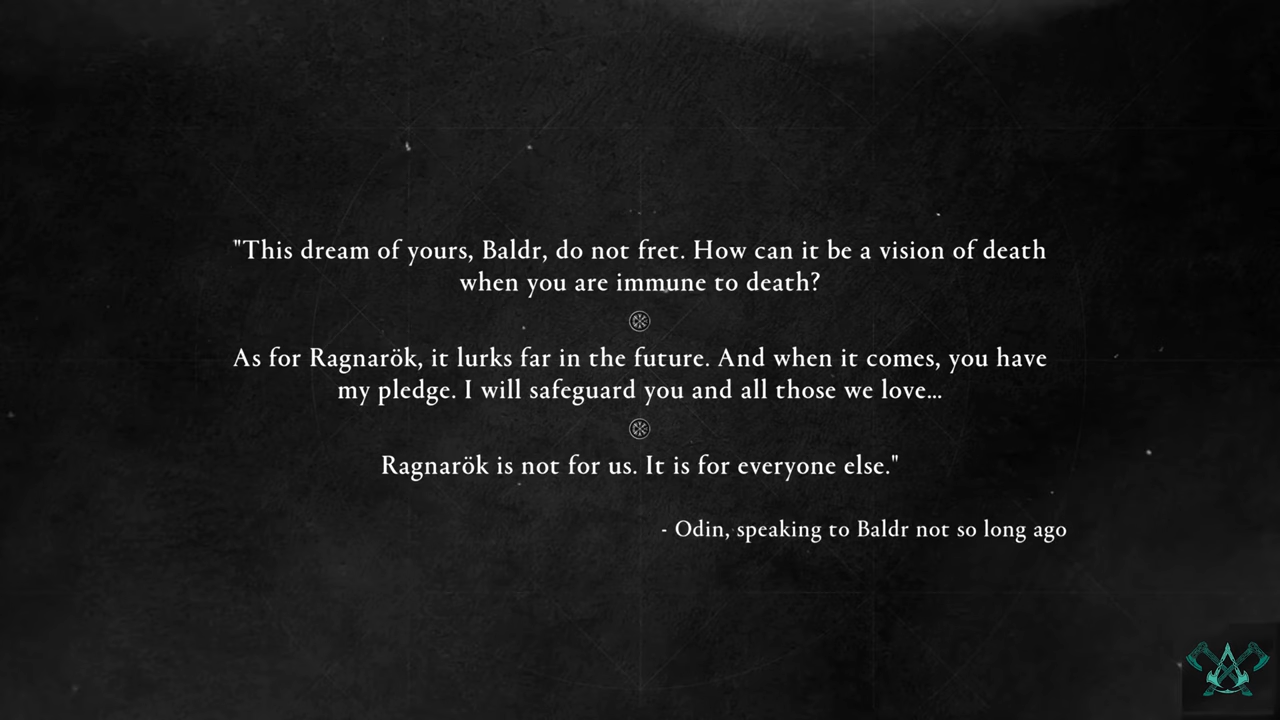 "This dream of yours, Baldr, do not fret. How can it be a vision of death
when you are immune to death?
As for Ragnarök, it lurks far in the future. And when it comes, you have
my pledge. I will safeguard you and all those we love...
Ragnarök is not for us. It is for everyone else."
- Odin, speaking to Baldr not so long ago